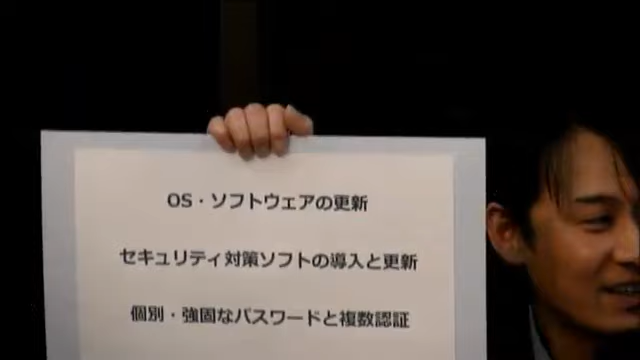 OS・ソフトウェアの更新
セキュリティ対策ソフトの導入と更新
個別・強固なパスワードと複数認証